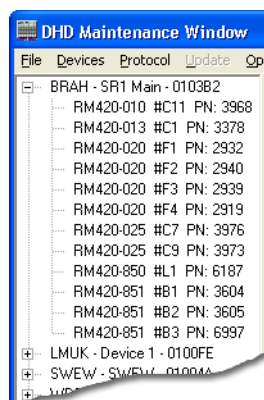 DHD Maintenance Window
File Devices Protocol Update Op
BRAH - SR1 Main - 0103B2
RM420-010 #C11 PN: 3968
RM420-013 #C1 PN: 3378
RM420-020 #F1 PN: 2932
RM420-020 #F2 PN: 2940
RM420-020 #F3 PN: 2939
RM420-020 #F4 PN: 2919
RM420-025 #C7 PN: 3976
RM420-025 #C9 PN: 3973
RM420-850 #L1 PN: 6187
RM420-851 #B1 PN: 3604
RM420-851 #B2 PN: 3605
RM420-851 #B3 PN: 6997
LMUK - Device 1 - 0100FE
SWEW - SWEW